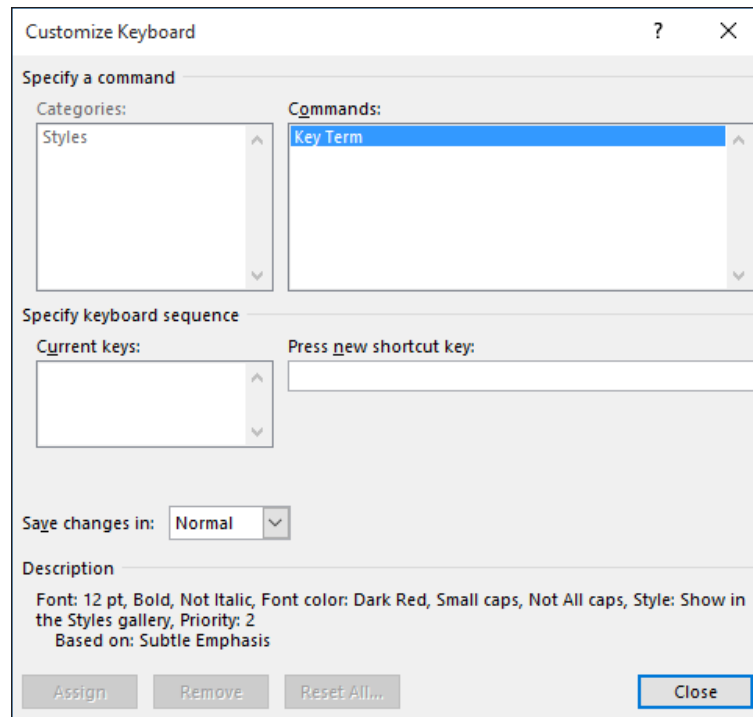 Customize Keyboard
?
Specify a command
Categories:
Commands:
Styles
Key Term
Specify keyboard sequence
Current keys:
Press new shortcut key:
Save changes in:
Normal
Description
Font: 12 pt, Bold, Not Italic, Font color: Dark Red, Small caps, Not All caps, Style: Show in
the Styles gallery, Priority: 2
Based on: Subtle Emphasis
Assign
Remove
Reset All...
Close